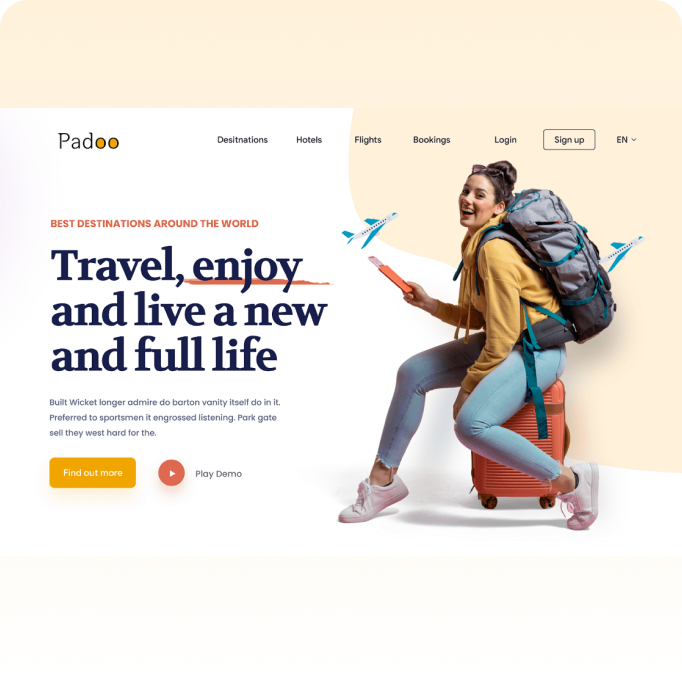 Padoo
Desitnations Hotels Flights Bookings Login Sign up EN
BEST DESTINATIONS AROUND THE WORLD
Travel, enjoy
and live a new
and full life
Built Wicket longer admire do barton vanity itself do in it.
Preferred to sportsmen it engrossed listening. Park gate
sell they west hard for the.
Find out more Play Demo